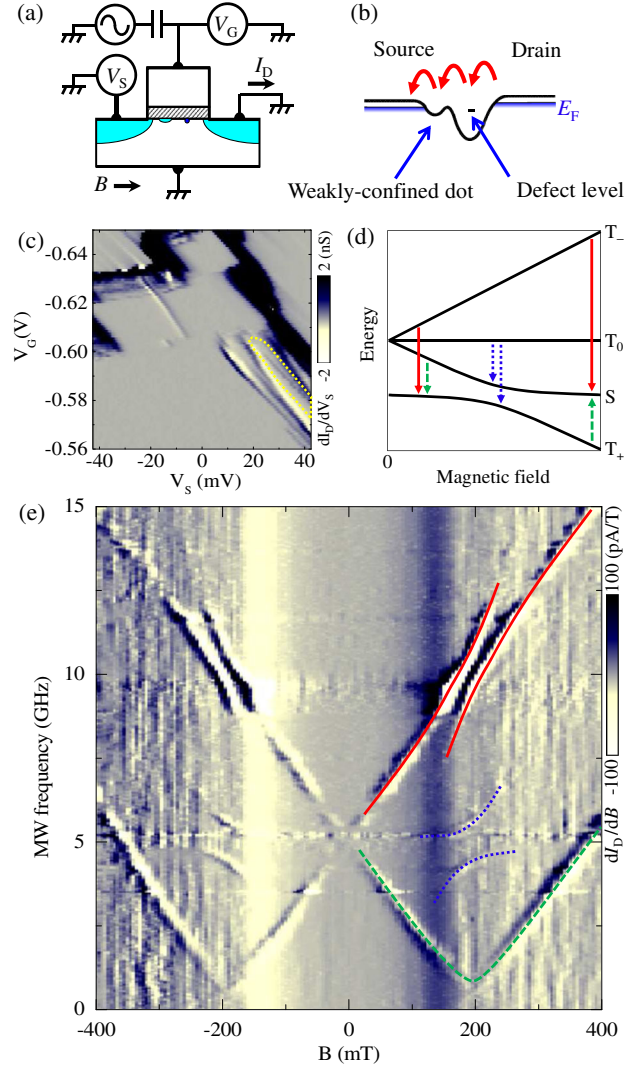 (a)
V_G
V_S
I_D
B
(b)
Source
Drain
E_F
Weakly-confined dot
Defect level
(c)
-0.64
-0.62
-0.60
-0.58
-0.56
V_G(V)
-40
-20
0
20
40
V_S (mV)
2 (nS)
-2
dI_D/dV_S
(d)
Energy
0
Magnetic field
T_−
T_0
S
T_+
(e)
15
10
5
0
MW frequency (GHz)
-400
-200
0
200
400
B (mT)
100 (pA/T)
-100
dI_D/dB